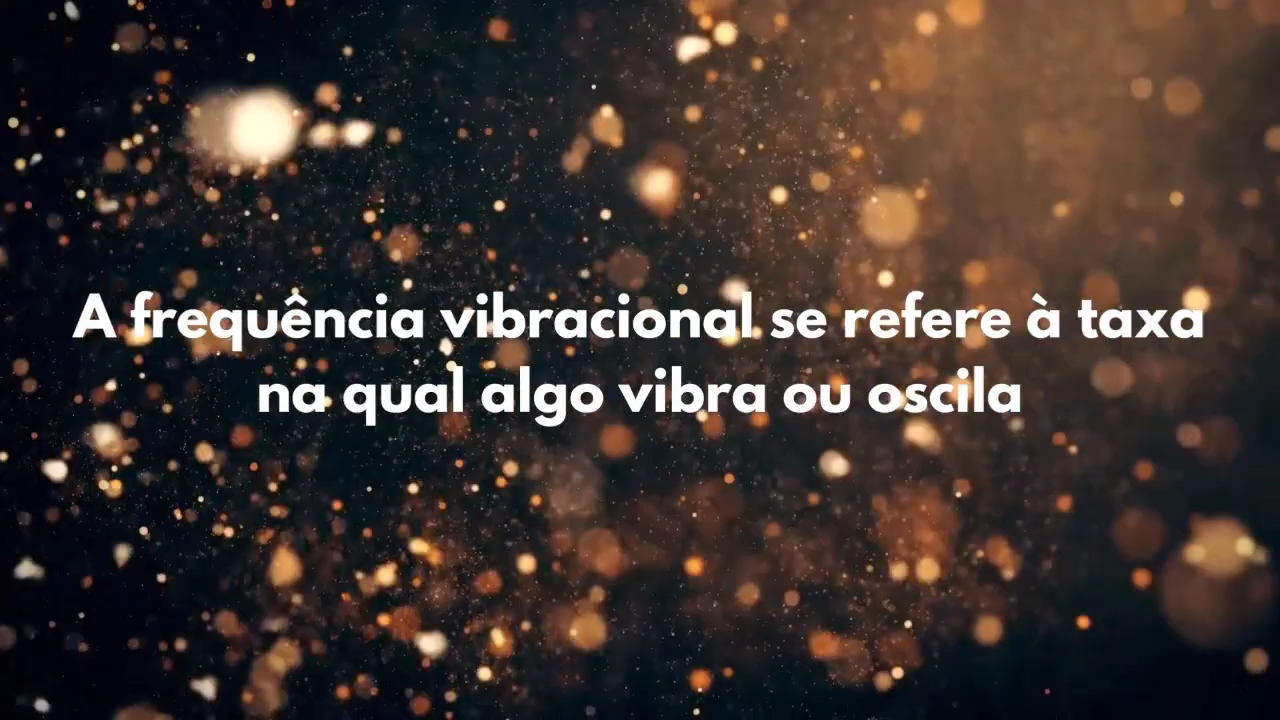 A frequência vibracional se refere à taxa
na qual algo vibra ou oscila